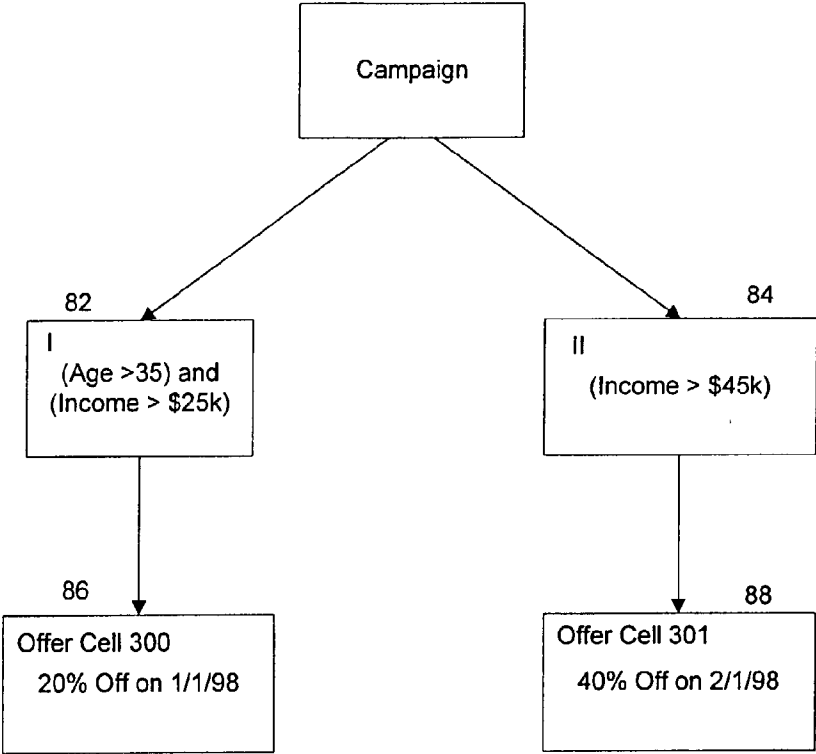 Campaign
82
I
(Age >35) and
(Income > $25k)
84
II
(Income > $45k)
86
Offer Cell 300
20% Off on 1/1/98
88
Offer Cell 301
40% Off on 2/1/98